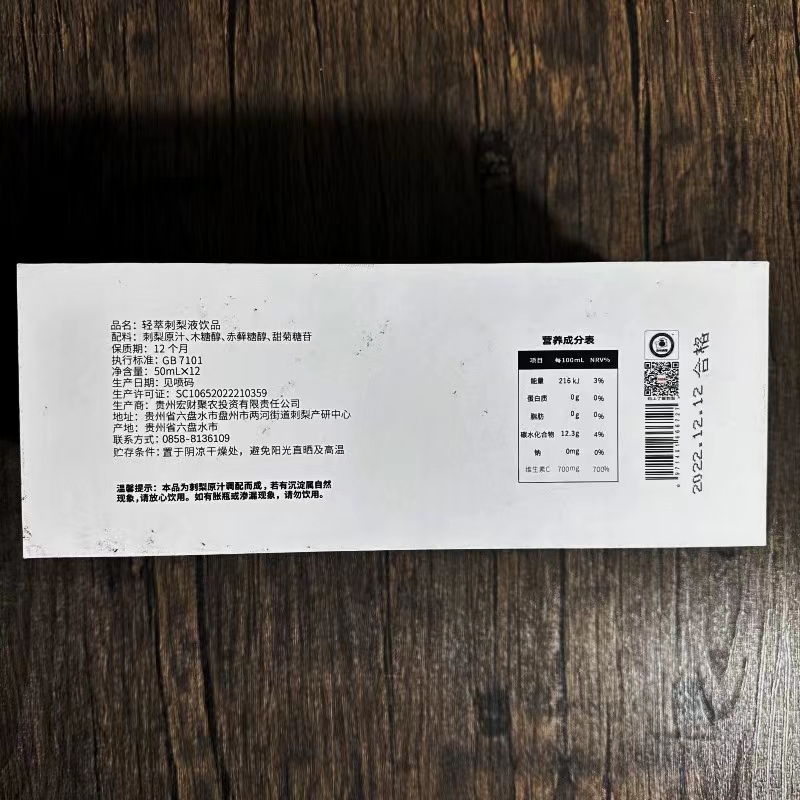 品名：轻萃刺梨液饮品
配料：刺梨原汁、木糖醇、赤藓糖醇、甜菊糖苷
保质期：12 个月
执行标准：GB 7101
净含量：50mL×12
生产日期：见喷码
生产许可证：SC10652022210359
生产商：贵州宏财聚农投资有限责任公司
地址：贵州省六盘水市盘州市两河街道刺梨产研中心
产地：贵州省六盘水市
联系方式：0858-8136109
贮存条件：置于阴凉干燥处，避免阳光直晒及高温
温馨提示：本品为刺梨原汁调配而成，若有沉淀属自然
现象，请放心饮用。如有胀瓶或渗漏现象，请勿饮用。
营养成分表
项目 每100mL NRV%
能量 216 kJ 3%
蛋白质 0g 0%
脂肪 0g 0%
碳水化合物 12.3g 4%
钠 0mg 0%
维生素C 700mg 700%
2022.12.12 合格